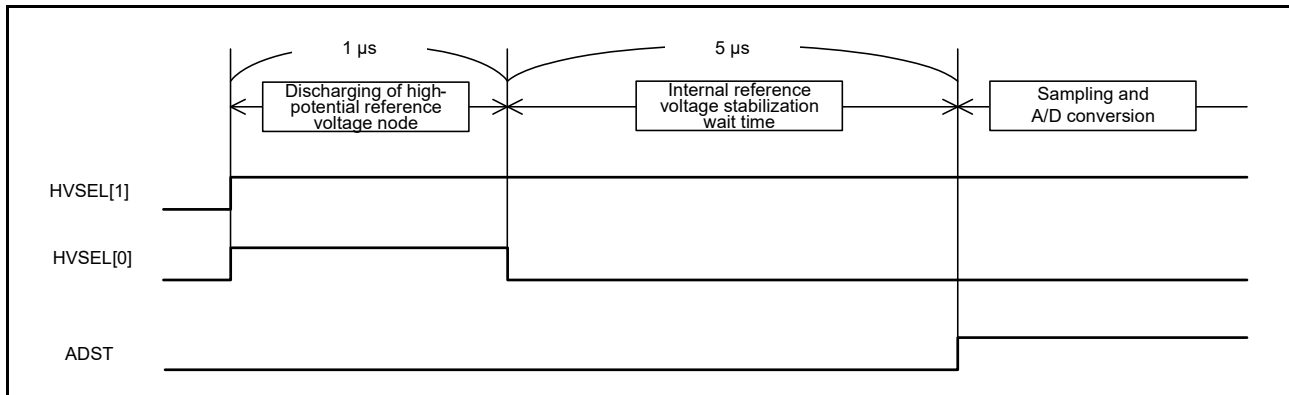 1 µs
5 µs
Discharging of high-
potential reference
voltage node
Internal reference
voltage stabilization
wait time
Sampling and
A/D conversion
HVSEL[1]
HVSEL[0]
ADST